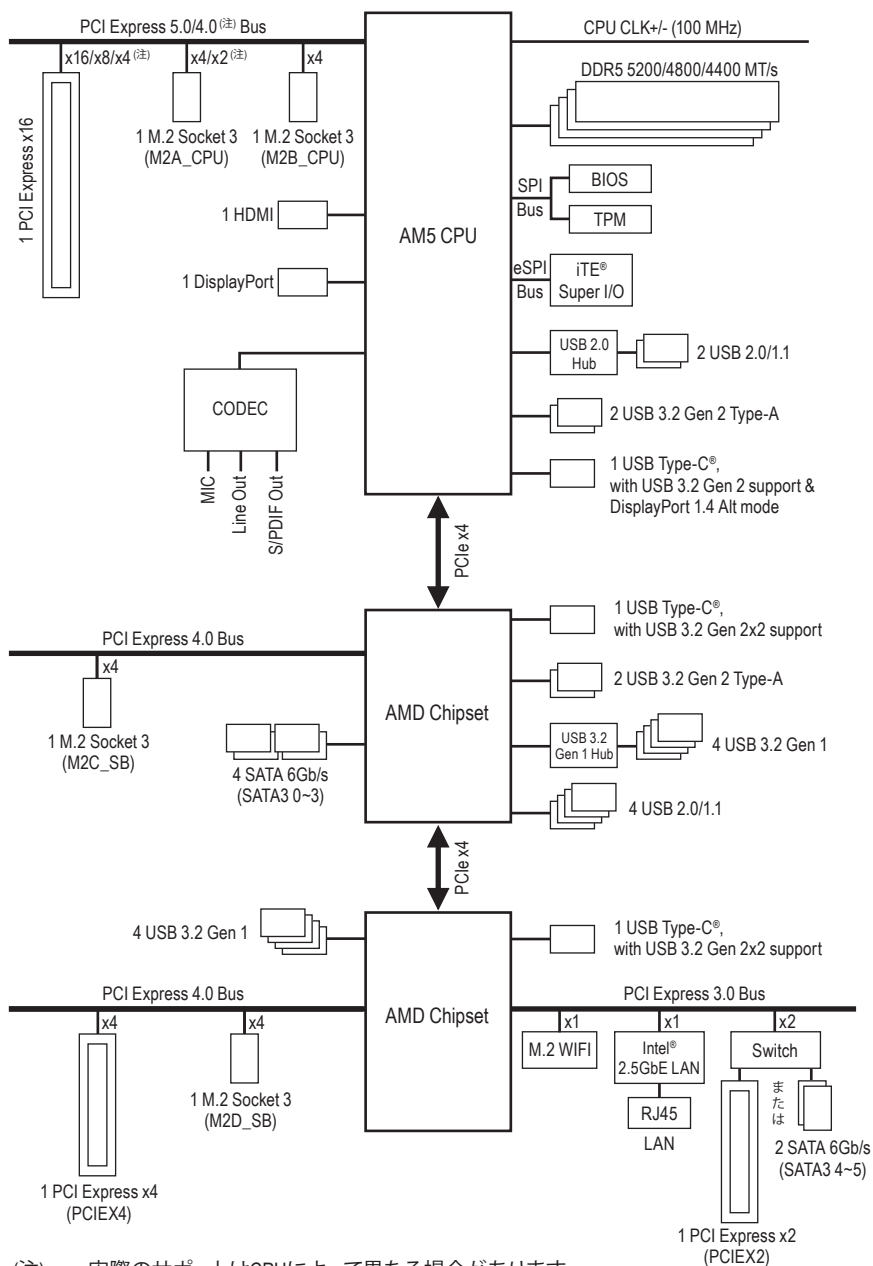 PCI Express 5.0/4.0 (注) Bus
CPU CLK+/- (100 MHz)
x16/x8/x4 (注)
x4/x2 (注)
x4
DDR5 5200/4800/4400 MT/s
1 PCI Express x16
1 M.2 Socket 3
(M2A_CPU)
1 M.2 Socket 3
(M2B_CPU)
SPI
Bus
BIOS
TPM
1 HDMI
AM5 CPU
1 DisplayPort
eSPI
Bus
iTE®
Super I/O
USB 2.0
Hub
2 USB 2.0/1.1
CODEC
2 USB 3.2 Gen 2 Type-A
MIC
Line Out
S/PDIF Out
1 USB Type-C®,
with USB 3.2 Gen 2 support &
DisplayPort 1.4 Alt mode
PCIe x4
1 USB Type-C®,
with USB 3.2 Gen 2x2 support
PCI Express 4.0 Bus
x4
2 USB 3.2 Gen 2 Type-A
AMD Chipset
1 M.2 Socket 3
(M2C_SB)
USB 3.2
Gen 1 Hub
4 USB 3.2 Gen 1
4 SATA 6Gb/s
(SATA3 0~3)
4 USB 2.0/1.1
PCIe x4
4 USB 3.2 Gen 1
1 USB Type-C®,
with USB 3.2 Gen 2x2 support
PCI Express 4.0 Bus
PCI Express 3.0 Bus
AMD Chipset
x4
x4
x1
x1
x2
M.2 WIFI
Intel®
2.5GbE LAN
Switch
または
1 M.2 Socket 3
(M2D_SB)
RJ45
LAN
2 SATA 6Gb/s
(SATA3 4~5)
1 PCI Express x4
(PCIEX4)
1 PCI Express x2
(PCIEX2)
(注) 実際のサポートはCPUによって異なる場合があります